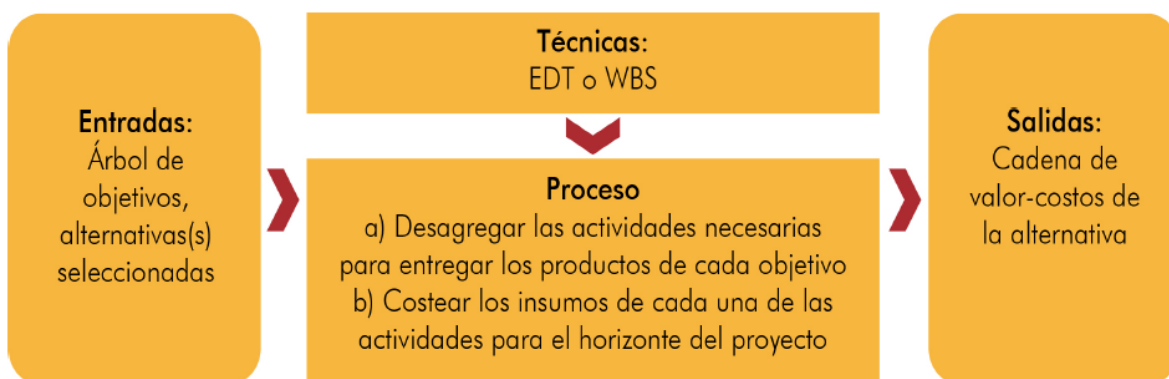 Entradas:
Árbol de
objetivos,
alternativas(s)
seleccionadas
Técnicas:
EDT o WBS
Proceso
a) Desagregar las actividades necesarias
para entregar los productos de cada objetivo
b) Costear los insumos de cada una de las
actividades para el horizonte del proyecto
Salidas:
Cadena de
valor-costos de
la alternativa